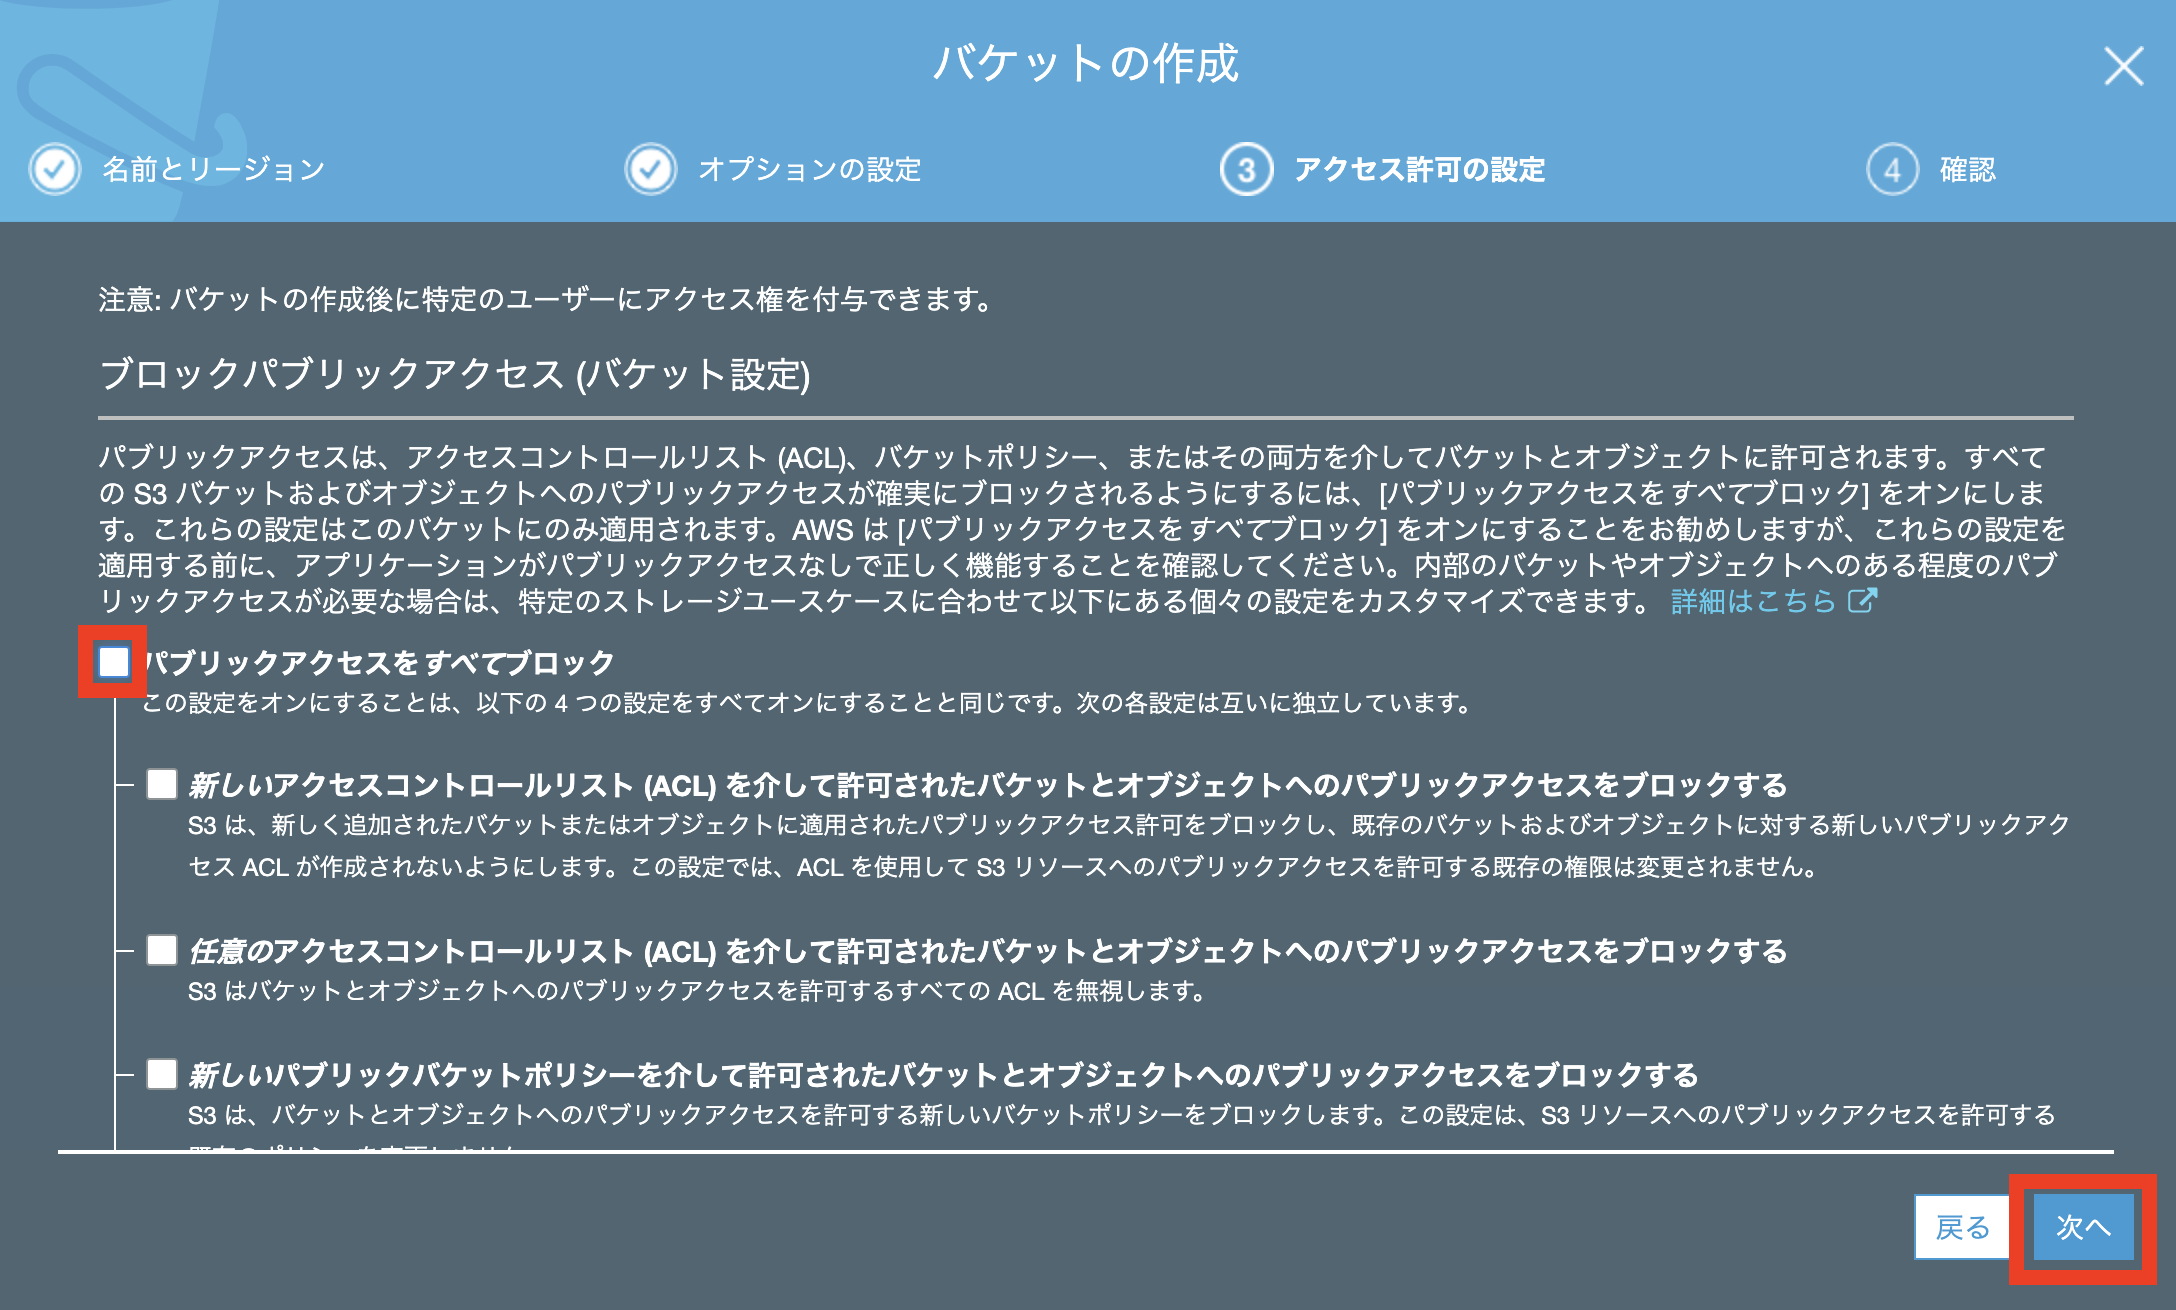 バケットの作成
名前とリージョン
オプションの設定
3 アクセス許可の設定
4 確認
注意: バケットの作成後に特定のユーザーにアクセス権を付与できます。
ブロックパブリックアクセス (バケット設定)
パブリックアクセスは、アクセスコントロールリスト (ACL)、バケットポリシー、またはその両方を介してバケットとオブジェクトに許可されます。すべて
の S3 バケットおよびオブジェクトへのパブリックアクセスが確実にブロックされるようにするには、[パブリックアクセスをすべてブロック] をオンにしま
す。これらの設定はこのバケットにのみ適用されます。AWS は [パブリックアクセスをすべてブロック] をオンにすることをお勧めしますが、これらの設定を
適用する前に、アプリケーションがパブリックアクセスなしで正しく機能することを確認してください。内部のバケットやオブジェクトへのある程度のパブ
リックアクセスが必要な場合は、特定のストレージユースケースに合わせて以下にある個々の設定をカスタマイズできます。 詳細はこちら
パブリックアクセスをすべてブロック
この設定をオンにすることは、以下の 4 つの設定をすべてオンにすることと同じです。次の各設定は互いに独立しています。
新しいアクセスコントロールリスト (ACL) を介して許可されたバケットとオブジェクトへのパブリックアクセスをブロックする
S3 は、新しく追加されたバケットまたはオブジェクトに適用されたパブリックアクセス許可をブロックし、既存のバケットおよびオブジェクトに対する新しいパブリックアク
セス ACL が作成されないようにします。この設定では、ACL を使用して S3 リソースへのパブリックアクセスを許可する既存の権限は変更されません。
任意のアクセスコントロールリスト (ACL) を介して許可されたバケットとオブジェクトへのパブリックアクセスをブロックする
S3 はバケットとオブジェクトへのパブリックアクセスを許可するすべての ACL を無視します。
新しいパブリックバケットポリシーを介して許可されたバケットとオブジェクトへのパブリックアクセスをブロックする
S3 は、バケットとオブジェクトへのパブリックアクセスを許可する新しいバケットポリシーをブロックします。この設定は、S3 リソースへのパブリックアクセスを許可する
戻る
次へ